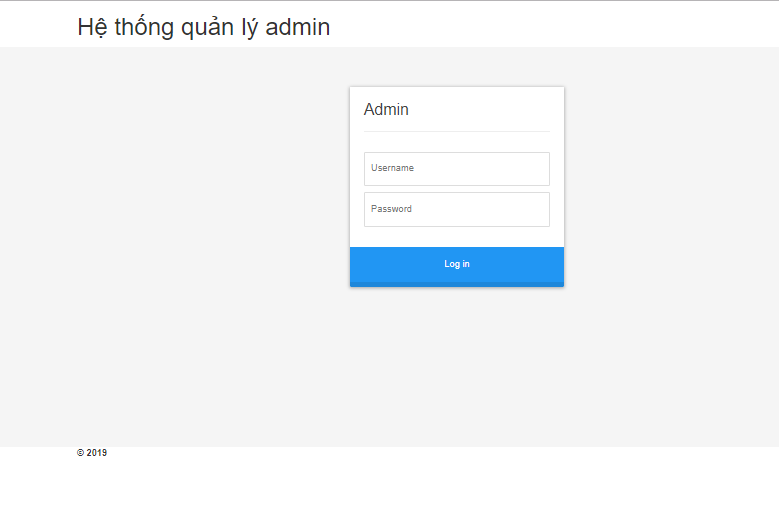 Hệ thống quản lý admin
Admin
Username
Password
Log in
© 2019